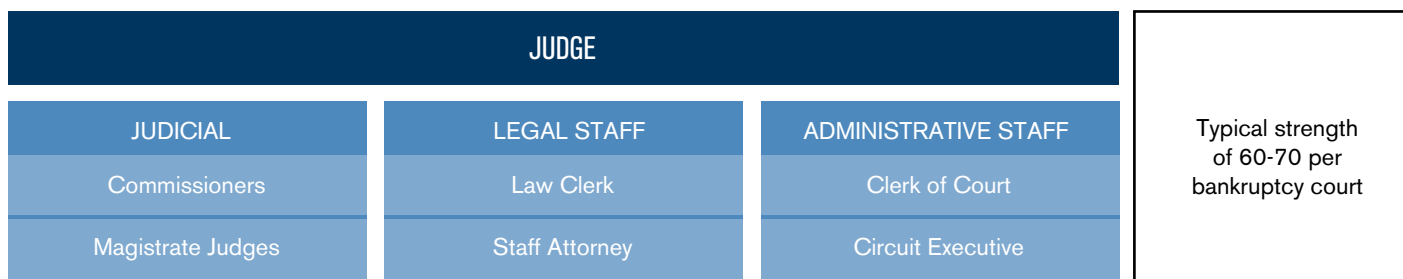 JUDGE
JUDICIAL
LEGAL STAFF
ADMINISTRATIVE STAFF
Commissioners
Law Clerk
Clerk of Court
Magistrate Judges
Staff Attorney
Circuit Executive
Typical strength
of 60-70 per
bankruptcy court